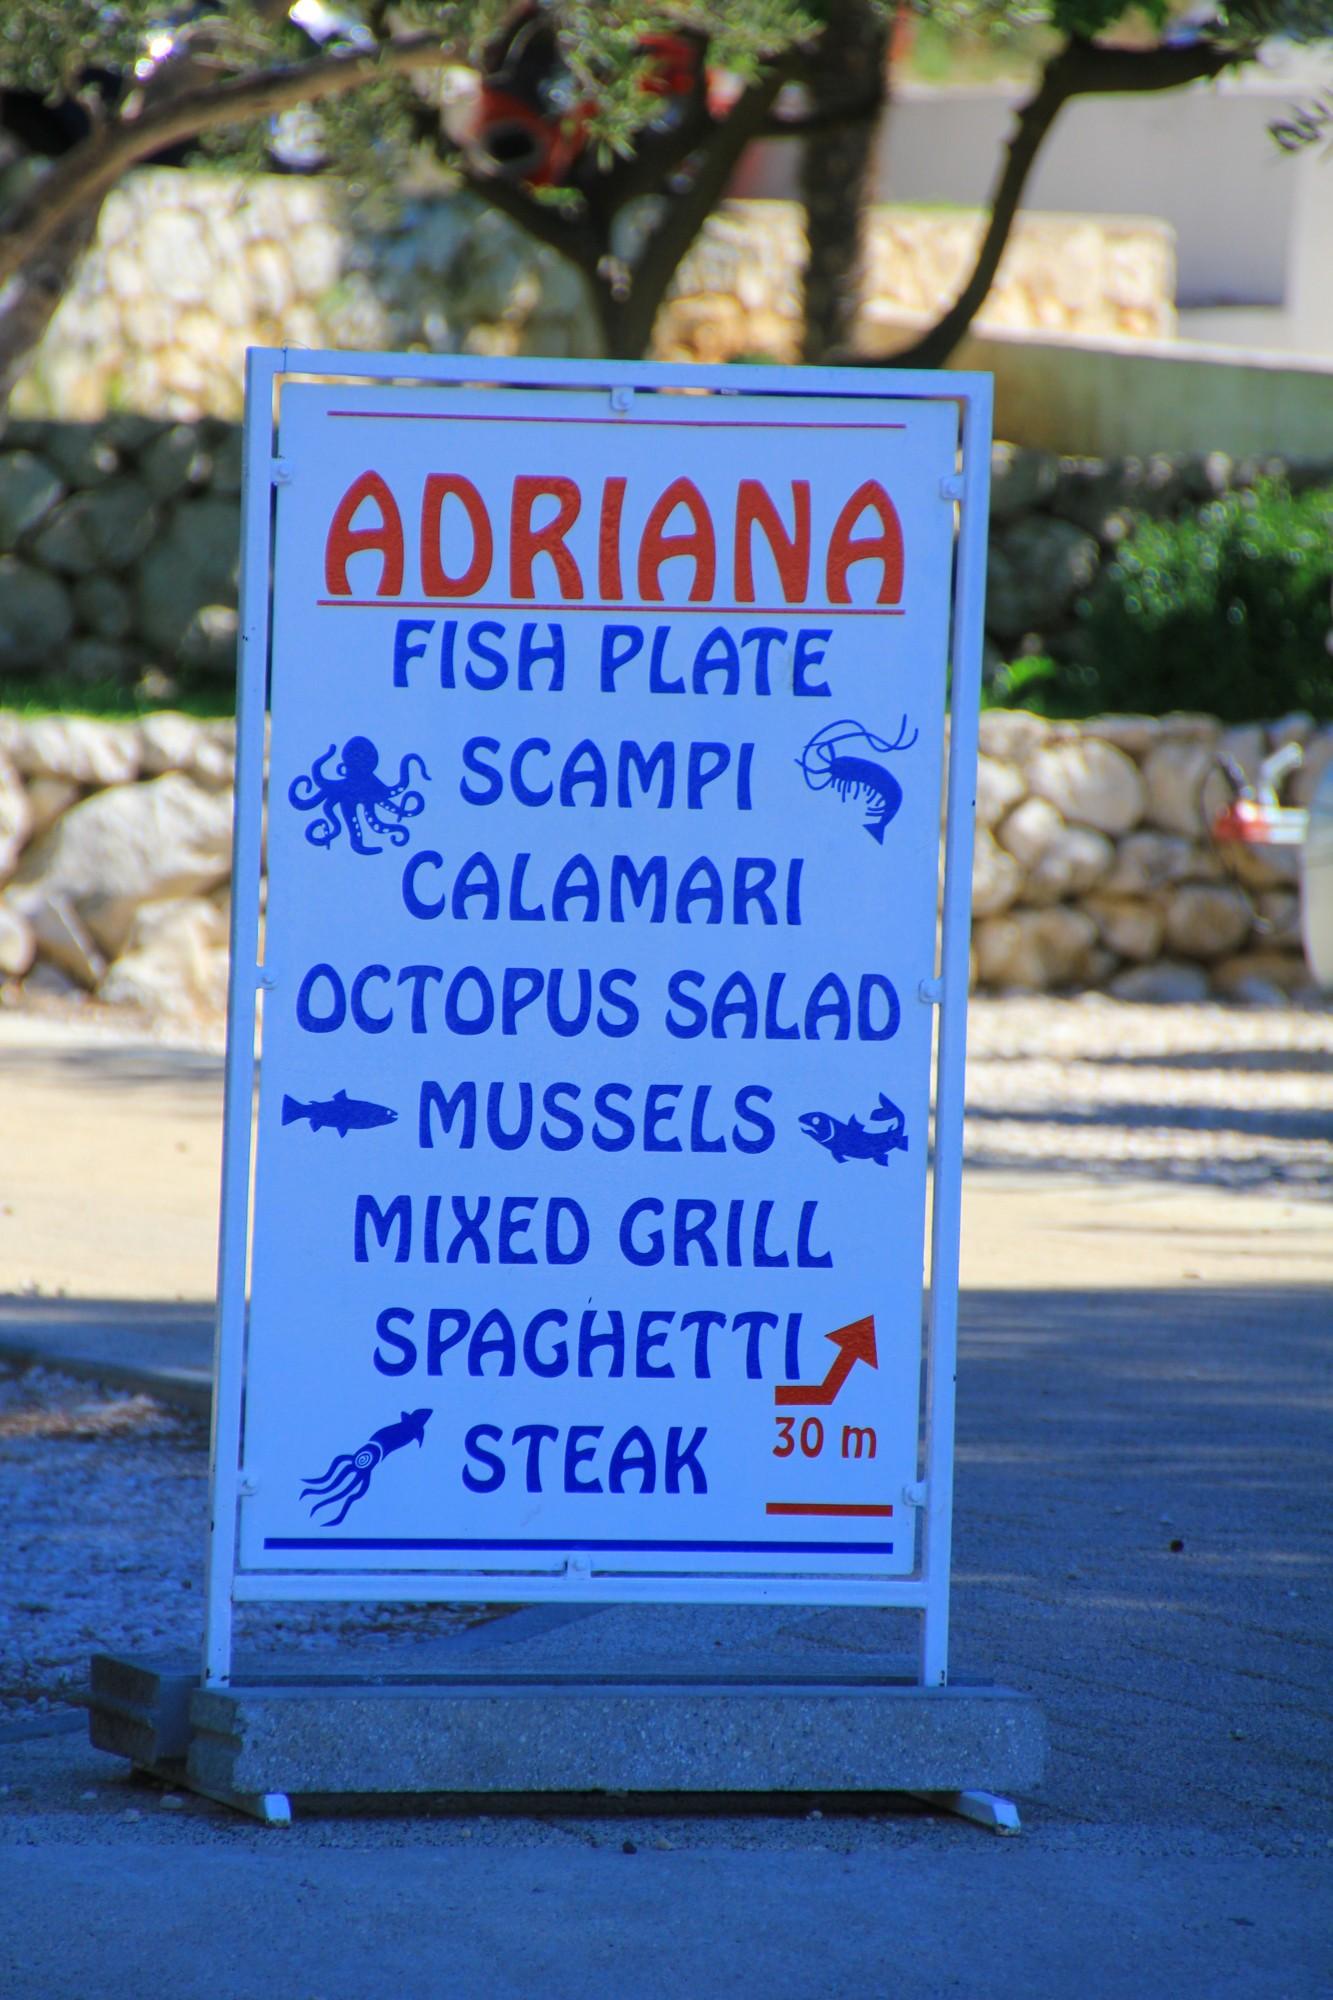 ADRIANA
FISH PLATE
SCAMPI
CALAMARI
OCTOPUS SALAD
MUSSELS
MIXED GRILL
SPAGHETTI
STEAK
30 m